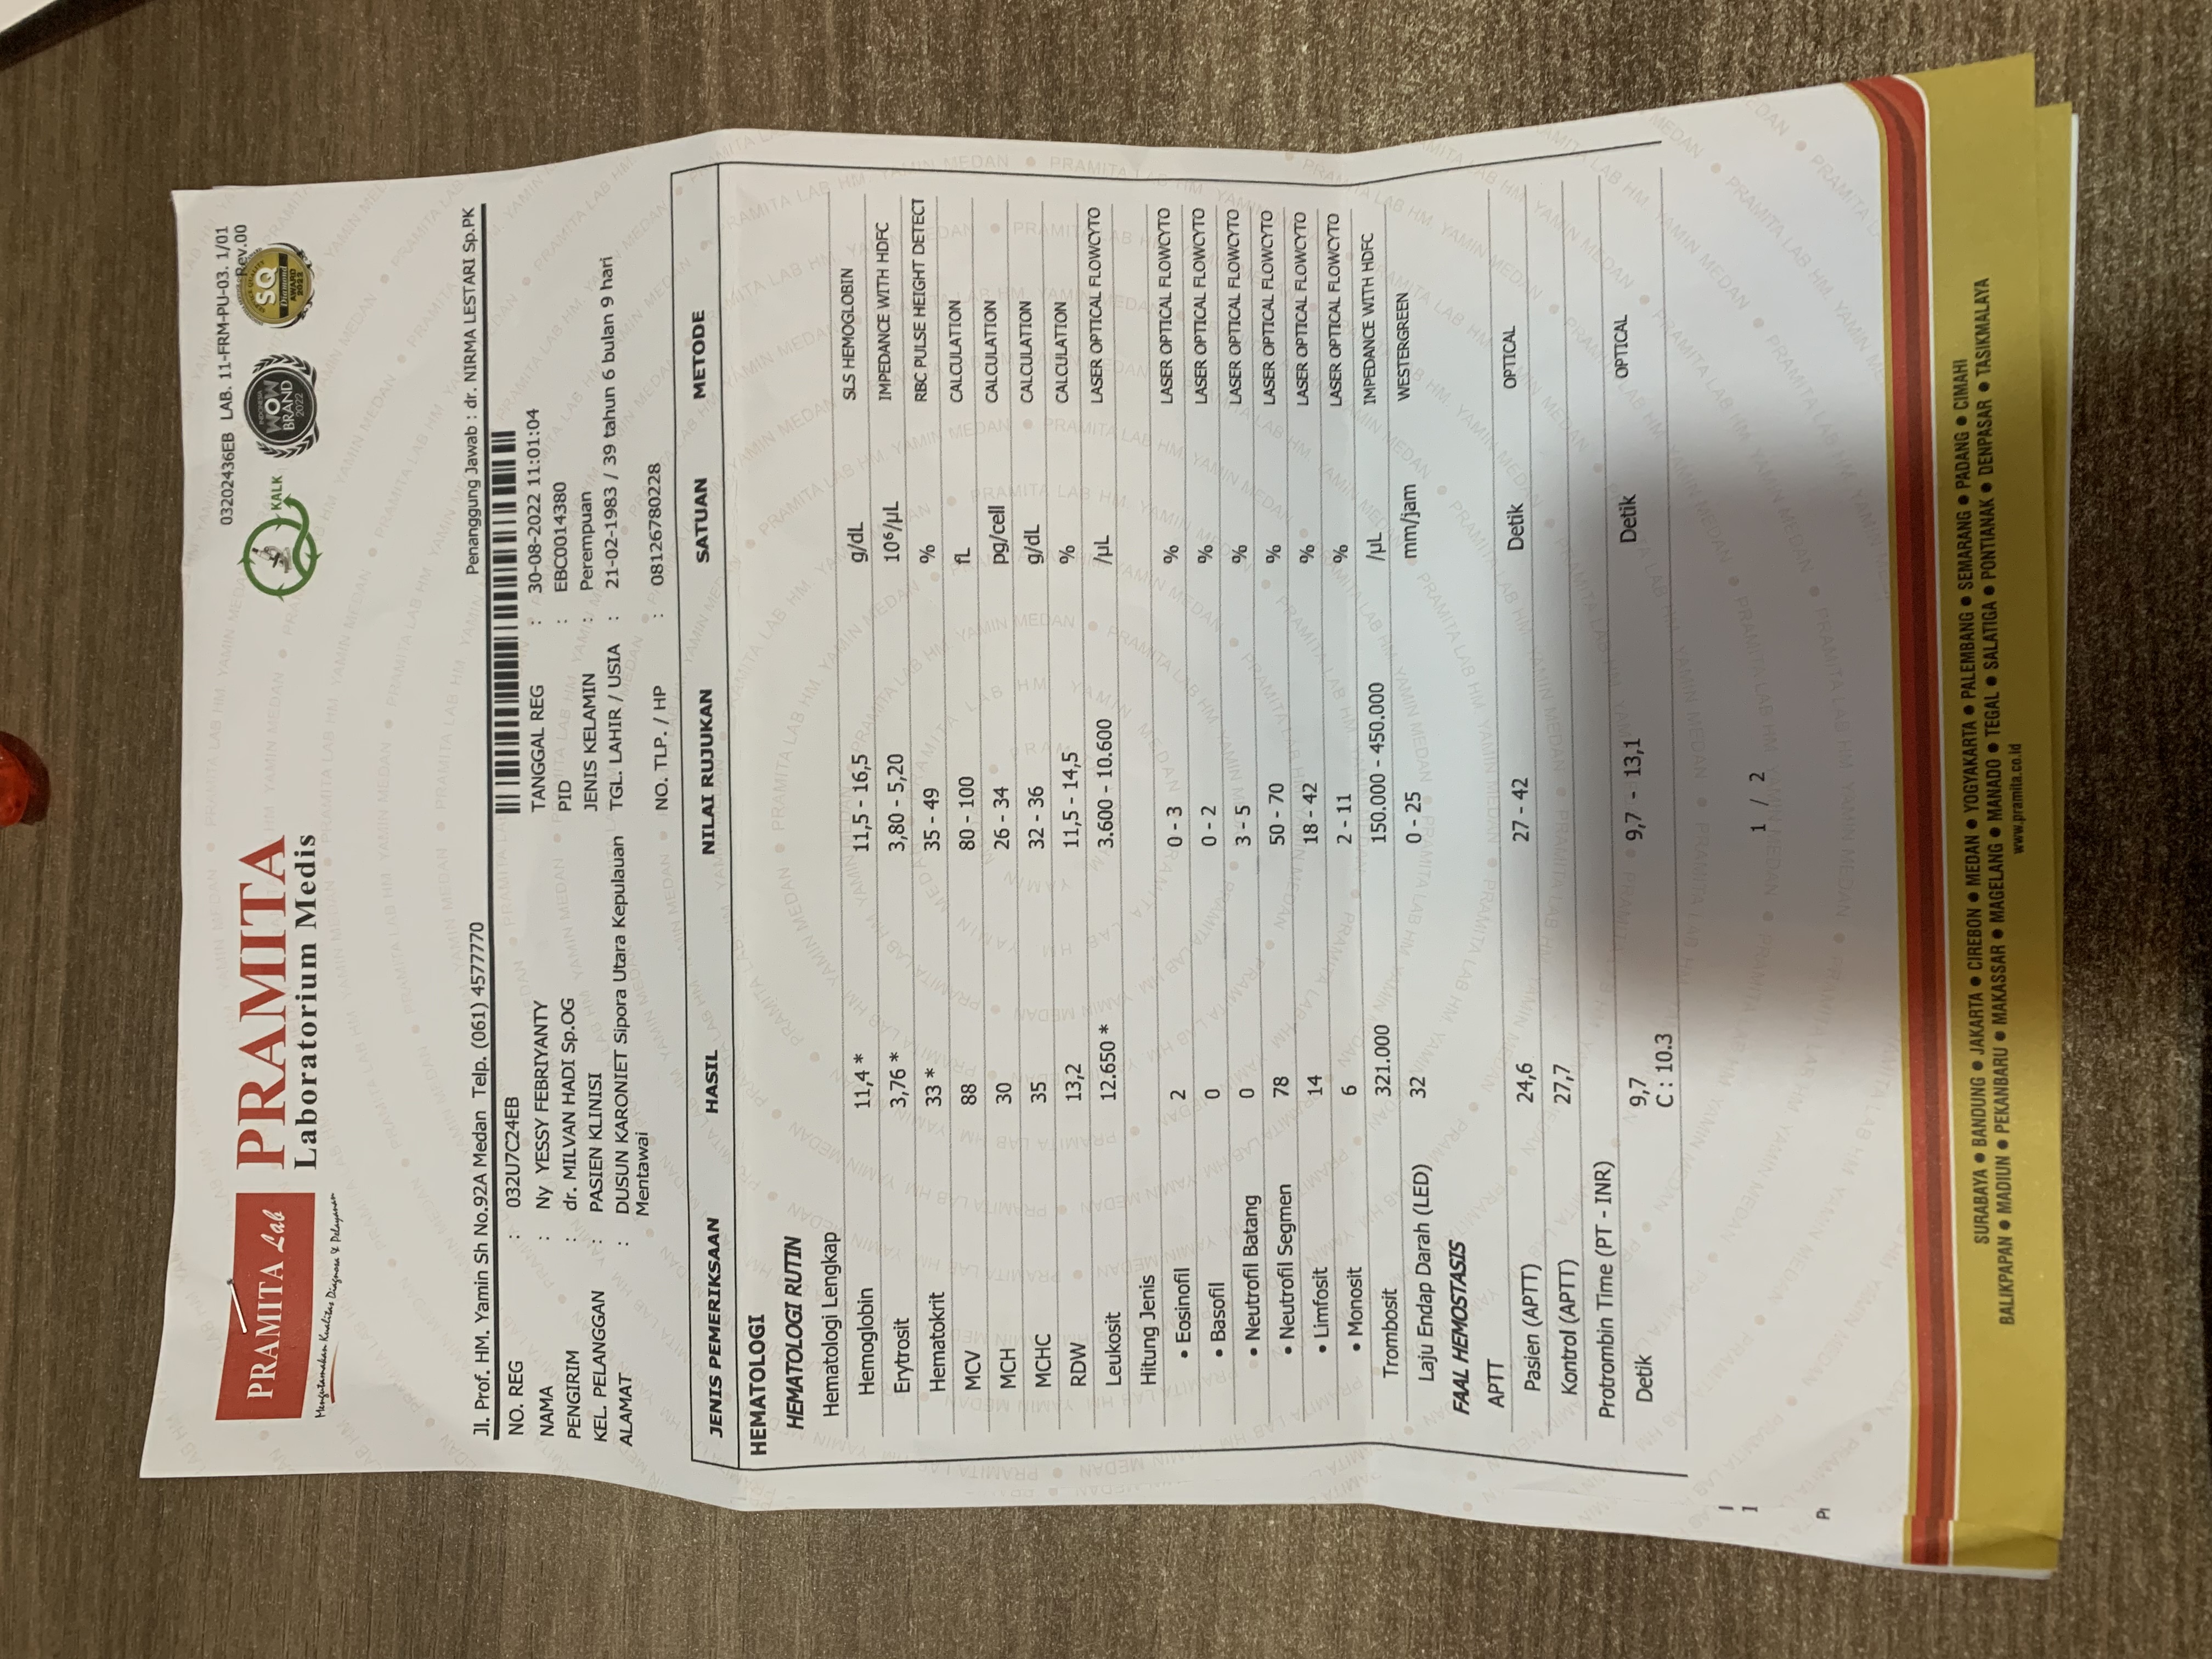 03202436EB LAB. 11-FRM-PU-03. 1/01
Rev.00
PRAMITA Lab
Mengutamakan Kualitas Diagnosa & Pelayanan
PRAMITA
Laboratorium Medis
KALK
INDONESIA
WOW
BRAND
2022
SQ
Diamond
AWARD
2022
Jl. Prof. HM. Yamin Sh No.92A Medan Telp. (061) 4577770
Penanggung Jawab : dr. NIRMA LESTARI Sp.PK
NO. REG : 032U7C24EB
NAMA : Ny YESSY FEBRIYANTY
PENGIRIM : dr. MILVAN HADI Sp.OG
KEL. PELANGGAN : PASIEN KLINISI
ALAMAT : DUSUN KARONIET Sipora Utara Kepulauan
Mentawai
TANGGAL REG : 30-08-2022 11:01:04
PID : EBC0014380
JENIS KELAMIN : Perempuan
TGL. LAHIR / USIA : 21-02-1983 / 39 tahun 6 bulan 9 hari
NO. TLP. / HP : 08126780228
JENIS PEMERIKSAAN HASIL NILAI RUJUKAN SATUAN METODE
HEMATOLOGI
HEMATOLOGI RUTIN
Hematologi Lengkap
Hemoglobin 11,4 * 11,5 - 16,5 g/dL SLS HEMOGLOBIN
Erytrosit 3,76 * 3,80 - 5,20 10⁶/µL IMPEDANCE WITH HDFC
Hematokrit 33 * 35 - 49 % RBC PULSE HEIGHT DETECT
MCV 88 80 - 100 fL CALCULATION
MCH 30 26 - 34 pg/cell CALCULATION
MCHC 35 32 - 36 g/dL CALCULATION
RDW 13,2 11,5 - 14,5 % CALCULATION
Leukosit 12.650 * 3.600 - 10.600 /µL LASER OPTICAL FLOWCYTO
Hitung Jenis
• Eosinofil 2 0 - 3 % LASER OPTICAL FLOWCYTO
• Basofil 0 0 - 2 % LASER OPTICAL FLOWCYTO
• Neutrofil Batang 0 3 - 5 % LASER OPTICAL FLOWCYTO
• Neutrofil Segmen 78 50 - 70 % LASER OPTICAL FLOWCYTO
• Limfosit 14 18 - 42 % LASER OPTICAL FLOWCYTO
• Monosit 6 2 - 11 % LASER OPTICAL FLOWCYTO
Trombosit 321.000 150.000 - 450.000 /µL IMPEDANCE WITH HDFC
Laju Endap Darah (LED) 32 0 - 25 mm/jam WESTERGREEN
FAAL HEMOSTASIS
APTT
Pasien (APTT) 24,6 27 - 42 Detik OPTICAL
Kontrol (APTT) 27,7
Protrombin Time (PT - INR)
Detik 9,7 9,7 - 13,1 Detik OPTICAL
C : 10.3
1 / 2
SURABAYA ● BANDUNG ● JAKARTA ● CIREBON ● MEDAN ● YOGYAKARTA ● PALEMBANG ● SEMARANG ● PADANG ● CIMAHI
BALIKPAPAN ● MADIUN ● PEKANBARU ● MAKASSAR ● MAGELANG ● MANADO ● TEGAL ● SALATIGA ● PONTIANAK ● DENPASAR ● TASIKMALAYA
www.pramita.co.id